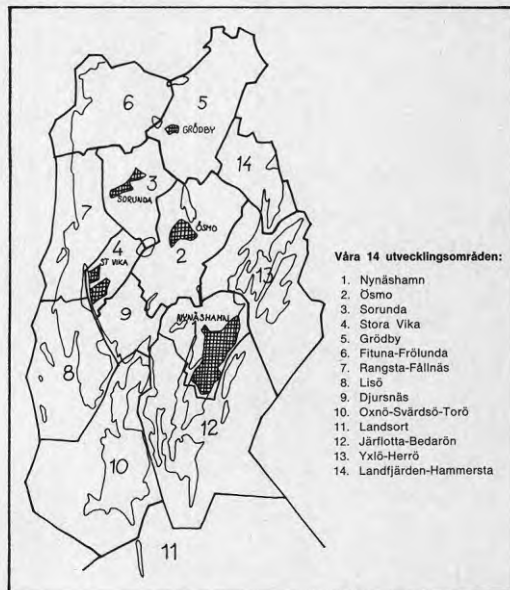 6
5
GRÖDBY
14
3
SORUNDA
7
4
ST VIKA
ÖSMO
2
13
9
NYNÄSHAMN
8
12
10
11
Våra 14 utvecklingsområden:
1. Nynäshamn
2. Ösmo
3. Sorunda
4. Stora Vika
5. Grödby
6. Fituna-Frölunda
7. Rangsta-Fållnäs
8. Lisö
9. Djursnäs
10. Oxnö-Svärdsö-Torö
11. Landsort
12. Järflotta-Bedarön
13. Yxlö-Herrö
14. Landfjärden-Hammersta